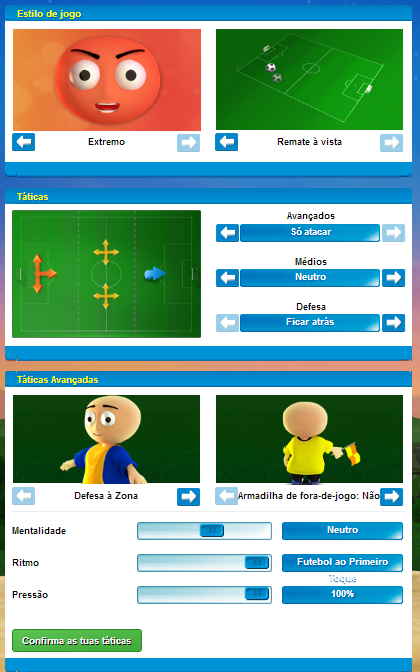 Estilo de jogo
Extremo
Remate à vista
Táticas
Avançados
Só atacar
Médios
Neutro
Defesa
Ficar atrás
Táticas Avançadas
Defesa à Zona
Armadilha de fora-de-jogo: Não
Mentalidade
Neutro
Ritmo
Futebol ao Primeiro
Toque
Pressão
100%
Confirma as tuas táticas